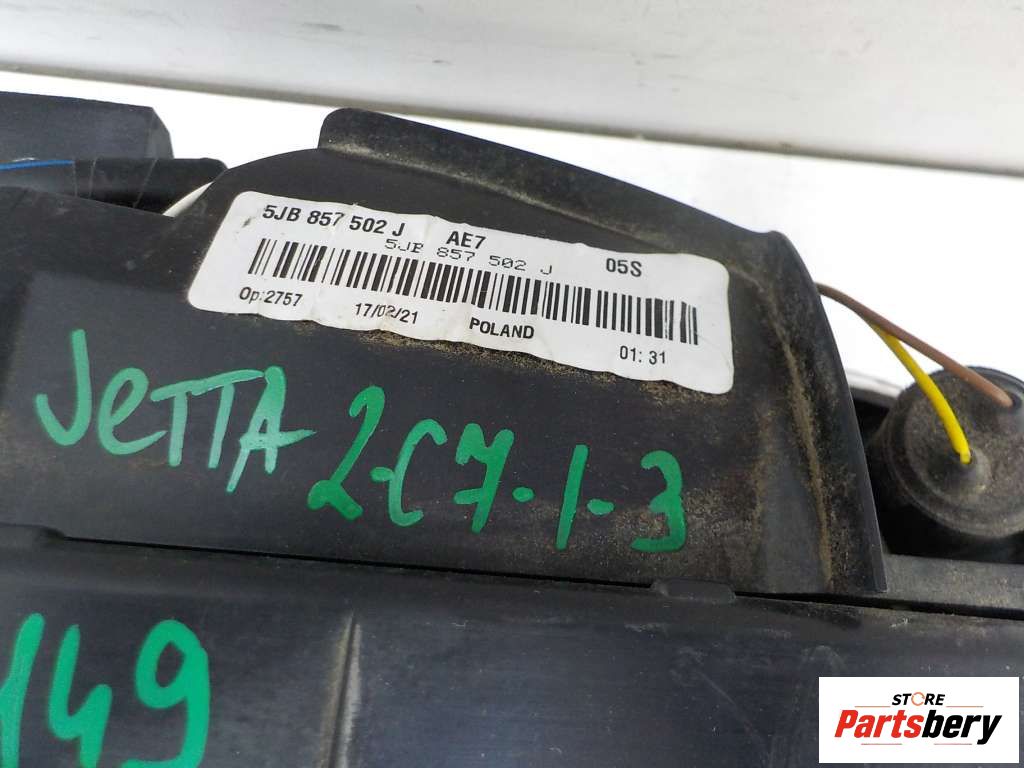 5JB 857 502 J AE7 05S
5JB 857 502 J
Op:2757 17/02/21 POLAND 01:31
JeTTA 2-C7-1-3
149
STORE
Partsbery